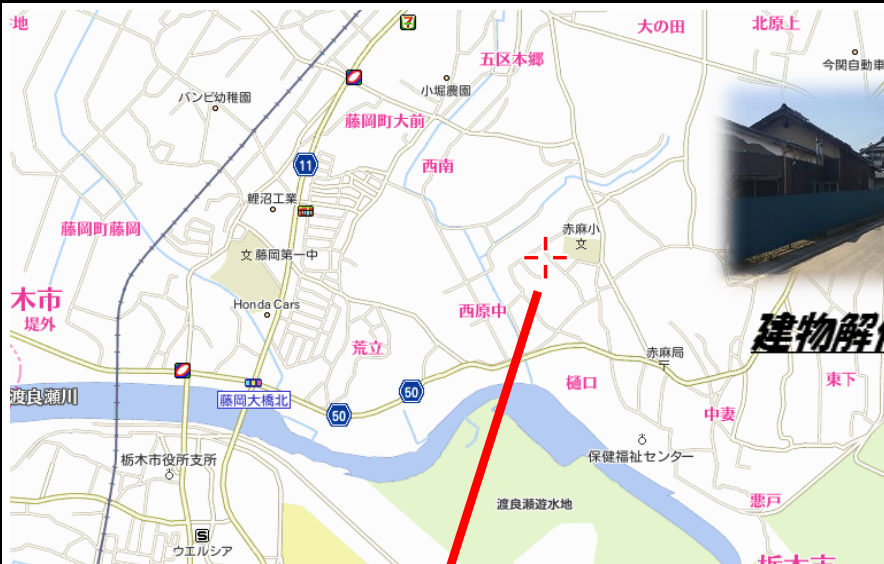 地
大の田
北原上
7
五区本郷
今関自動車
バンビ幼稚園
小堀農園
藤岡町大前
11
西南
鯉沼工業
藤岡町藤岡
赤麻小
文
文 藤岡第一中
木市
堤外
Honda Cars
西原中
荒立
建物解
赤麻局
樋口
東下
50
50
渡良瀬川
藤岡大橋北
中妻
栃木市役所支所
保健福祉センター
渡良瀬遊水地
悪戸
S
ウエルシア
栃木市